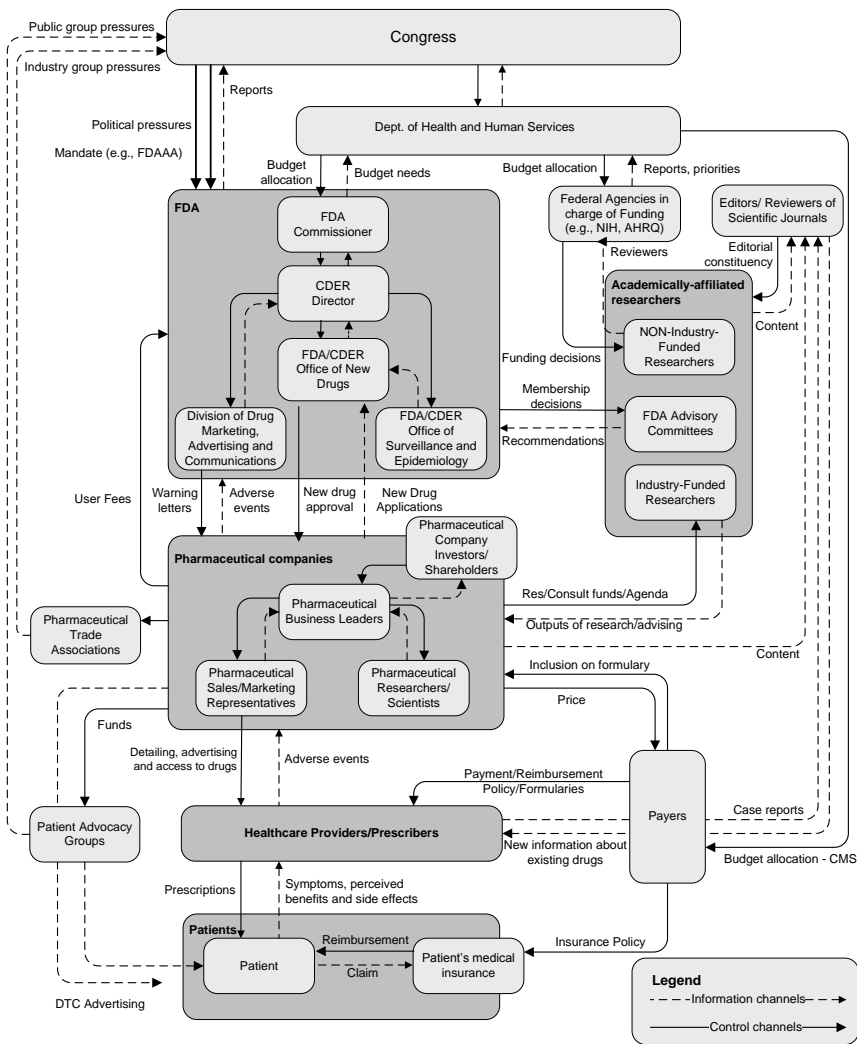 Public group pressures
Congress
Industry group pressures
Reports
Political pressures
Mandate (e.g., FDAAA)
Dept. of Health and Human Services
Budget
allocation
Budget needs
Budget allocation
Reports, priorities
FDA
FDA
Commissioner
CDER
Director
FDA/CDER
Office of New
Drugs
Division of Drug
Marketing,
Advertising and
Communications
FDA/CDER
Office of
Surveillance and
Epidemiology
Federal Agencies in
charge of Funding
(e.g., NIH, AHRQ)
Editors/ Reviewers of
Scientific Journals
Reviewers
Editorial
constituency
Academically-affiliated
researchers
Content
NON-Industry-
Funded
Researchers
Funding decisions
Membership
decisions
FDA Advisory
Committees
Recommendations
Industry-Funded
Researchers
User Fees
Warning
letters
Adverse
events
New drug
approval
New Drug
Applications
Pharmaceutical companies
Pharmaceutical
Company
Investors/
Shareholders
Pharmaceutical
Business Leaders
Pharmaceutical
Sales/Marketing
Representatives
Pharmaceutical
Researchers/
Scientists
Res/Consult funds/Agenda
Outputs of research/advising
Content
Pharmaceutical
Trade
Associations
Inclusion on formulary
Price
Funds
Detailing, advertising
and access to drugs
Adverse events
Payment/Reimbursement
Policy/Formularies
Payers
Case reports
Patient Advocacy
Groups
Healthcare Providers/Prescribers
New information about
existing drugs
Budget allocation - CMS
Prescriptions
Symptoms, perceived
benefits and side effects
Patients
Patient
Reimbursement
Claim
Patient's medical
insurance
Insurance Policy
DTC Advertising
Legend
Information channels
Control channels